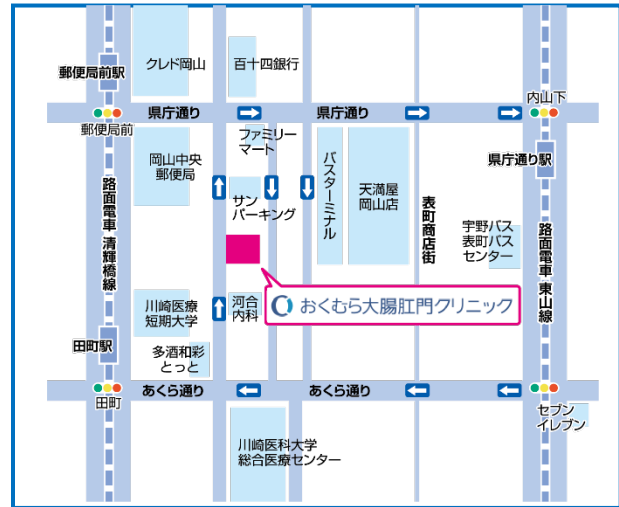 クレド岡山
百十四銀行
郵便局前駅
内山下
県庁通り
県庁通り
郵便局前
ファミリー
マート
岡山中央
郵便局
県庁通り駅
バスターミナル
天満屋
岡山店
サン
パーキング
路面電車 清輝橋線
表町商店街
宇野バス
表町バス
センター
路面電車 東山線
川崎医療
短期大学
河合
内科
おくむら大腸肛門クリニック
田町駅
多酒和彩
とっと
あくら通り
あくら通り
田町
セブン
イレブン
川崎医科大学
総合医療センター